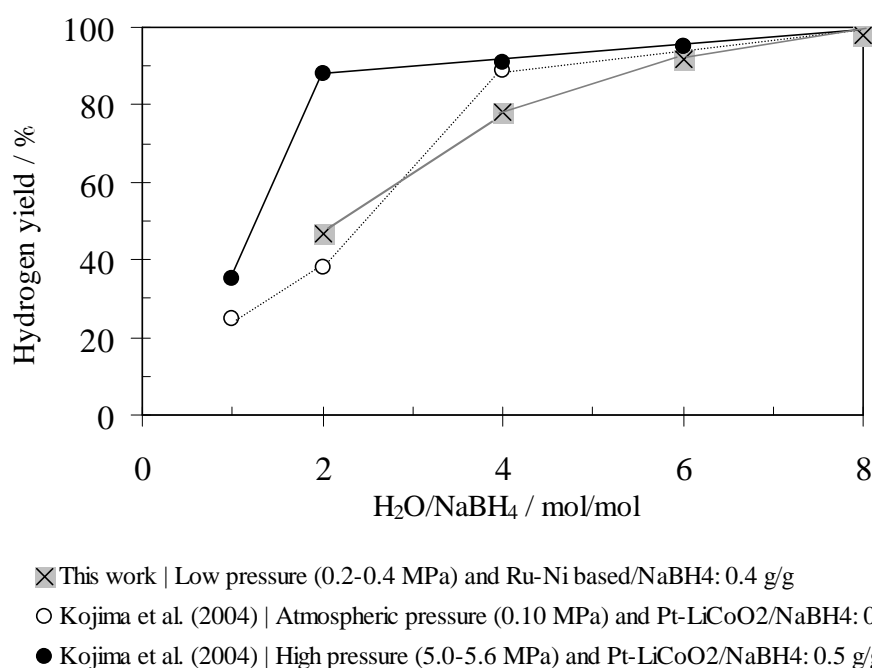 100
80
60
40
20
0
Hydrogen yield / %
0 2 4 6 8
H₂O/NaBH₄ / mol/mol
This work | Low pressure (0.2-0.4 MPa) and Ru-Ni based/NaBH4: 0.4 g/g
Kojima et al. (2004) | Atmospheric pressure (0.10 MPa) and Pt-LiCoO2/NaBH4: 0
Kojima et al. (2004) | High pressure (5.0-5.6 MPa) and Pt-LiCoO2/NaBH4: 0.5 g/g